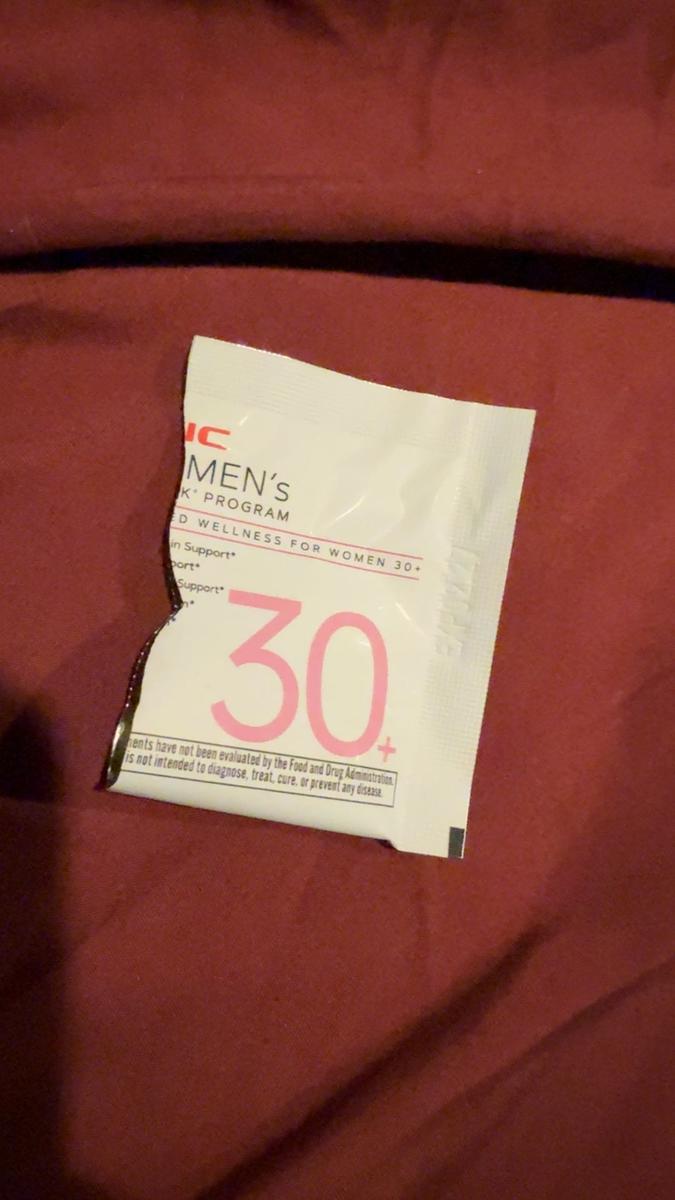 NC
MEN's
K® PROGRAM
ED WELLNESS FOR WOMEN 30+
in Support*
port*
Support*
n*
30+
ments have not been evaluated by the Food and Drug Administration.
is not intended to diagnose, treat, cure, or prevent any disease.